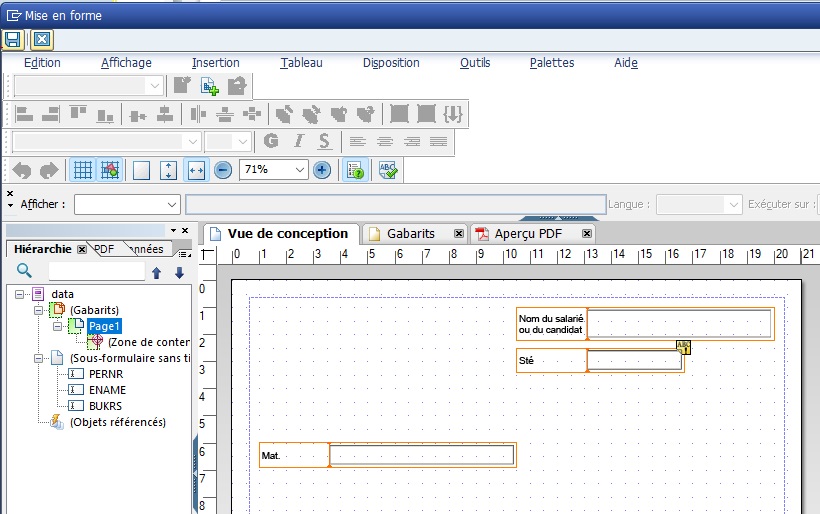 Mise en forme
Edition Affichage Insertion Tableau Disposition Outils Palettes Aide
G I S
71%
ABC
Afficher : Langue : Exécuter sur :
Hiérarchie PDF onnées
Vue de conception Gabarits Aperçu PDF
0 1 2 3 4 5 6 7 8 9 10 11 12 13 14 15 16 17 18 19 20 21
data
(Gabarits)
Page1
(Zone de conten
(Sous-formulaire sans ti
PERNR
ENAME
BUKRS
(Objets référencés)
0
1
2
3
4
5
6
7
8
Nom du salarié
ou du candidat
ABC
Sté
Mat.